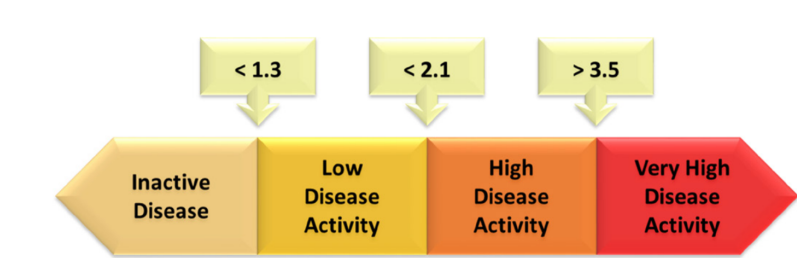 < 1.3
< 2.1
> 3.5
Inactive
Disease
Low
Disease
Activity
High
Disease
Activity
Very High
Disease
Activity